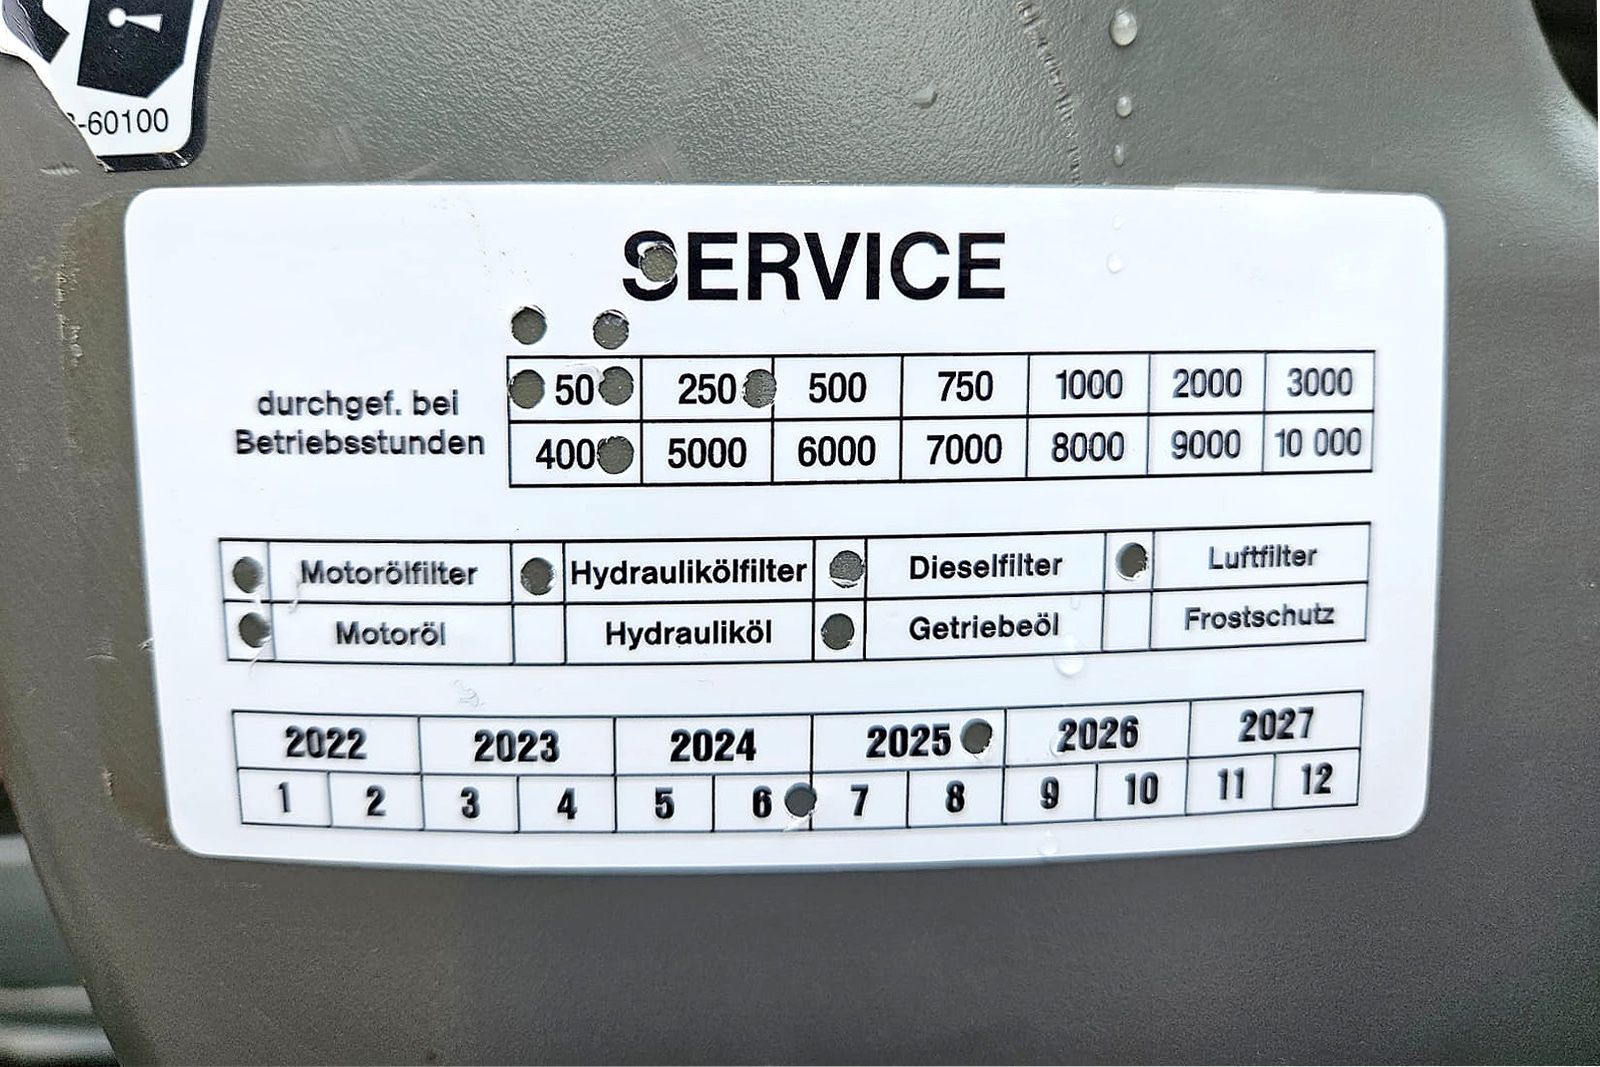 -60100
SERVICE
durchgef. bei
Betriebsstunden
50 250 500 750 1000 2000 3000
400 5000 6000 7000 8000 9000 10 000
Motorölfilter Hydraulikölfilter Dieselfilter Luftfilter
Motoröl Hydrauliköl Getriebeöl Frostschutz
2022 2023 2024 2025 2026 2027
1 2 3 4 5 6 7 8 9 10 11 12